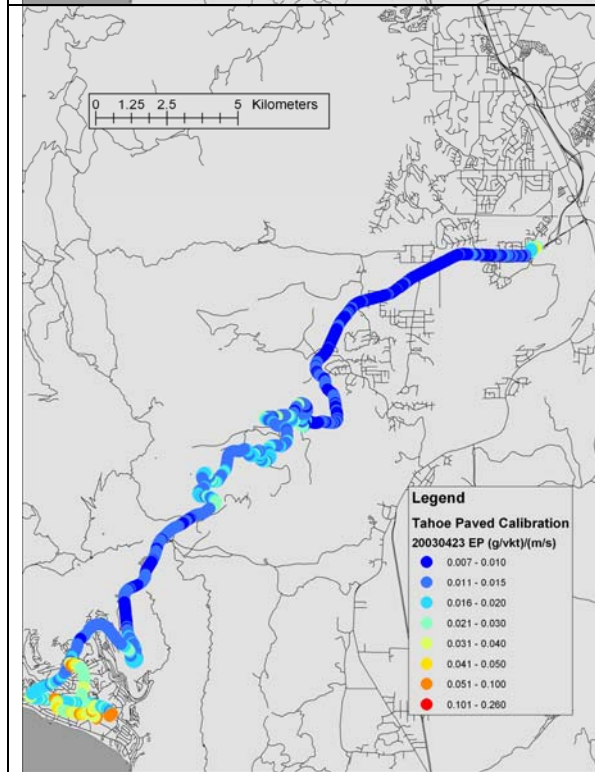 0 1.25 2.5 5 Kilometers
Legend
Tahoe Paved Calibration
20030423 EP (g/vkt)/(m/s)
0.007 - 0.010
0.011 - 0.015
0.016 - 0.020
0.021 - 0.030
0.031 - 0.040
0.041 - 0.050
0.051 - 0.100
0.101 - 0.260